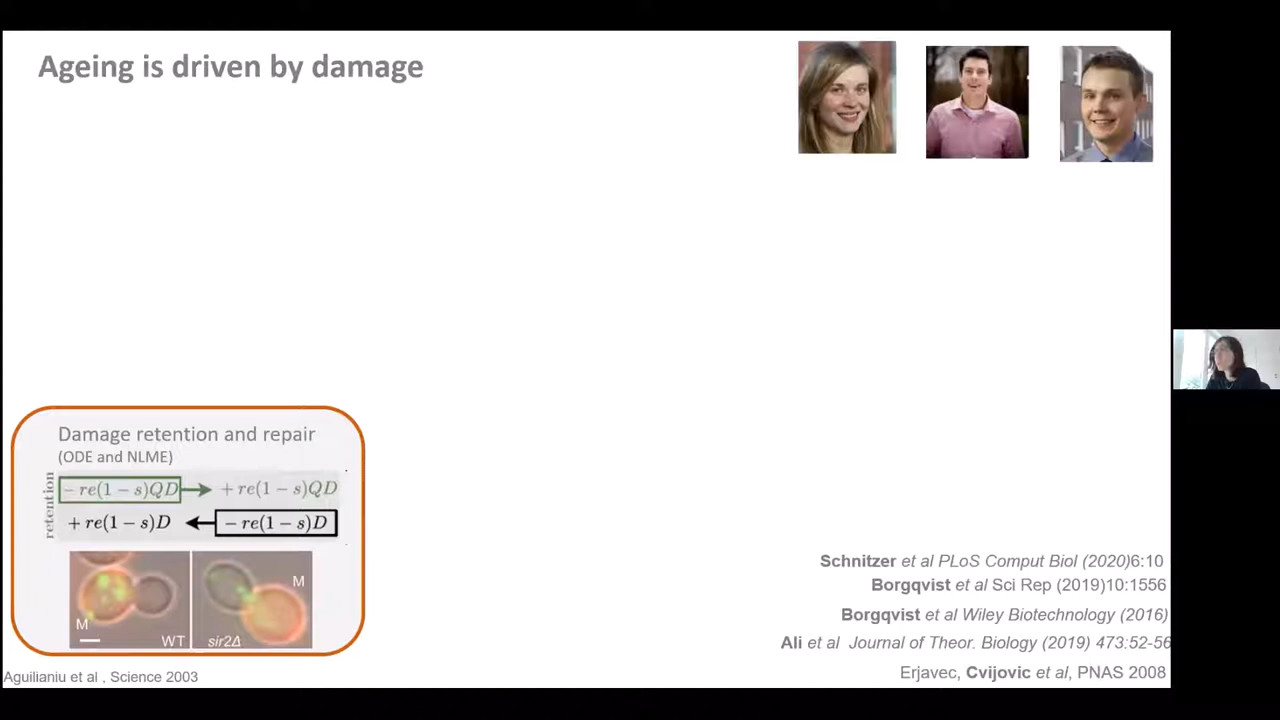 Ageing is driven by damage
Damage retention and repair
(ODE and NLME)
retention
− re(1 − s)QD → + re(1 − s)QD
+ re(1 − s)D ← − re(1 − s)D
M
WT
M
sir2Δ
Aguilianiu et al , Science 2003
Schnitzer et al PLoS Comput Biol (2020)6:10
Borgqvist et al Sci Rep (2019)10:1556
Borgqvist et al Wiley Biotechnology (2016)
Ali et al Journal of Theor. Biology (2019) 473:52-56
Erjavec, Cvijovic et al, PNAS 2008